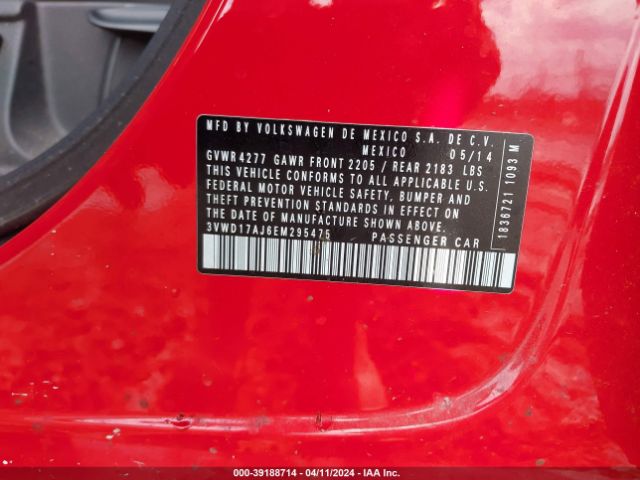 MFD BY VOLKSWAGEN DE MEXICO S.A. DE C.V.
MEXICO 05/14
GVWR 4277 GAWR FRONT 2205 / REAR 2183 LBS
THIS VEHICLE CONFORMS TO ALL APPLICABLE U.S.
FEDERAL MOTOR VEHICLE SAFETY, BUMPER AND
THEFT PREVENTION STANDARDS IN EFFECT ON
THE DATE OF MANUFACTURE SHOWN ABOVE.
3VWD17AJ6EM295475 PASSENGER CAR
1836721 1093 M
000-39188714 - 04/11/2024 - IAA Inc.